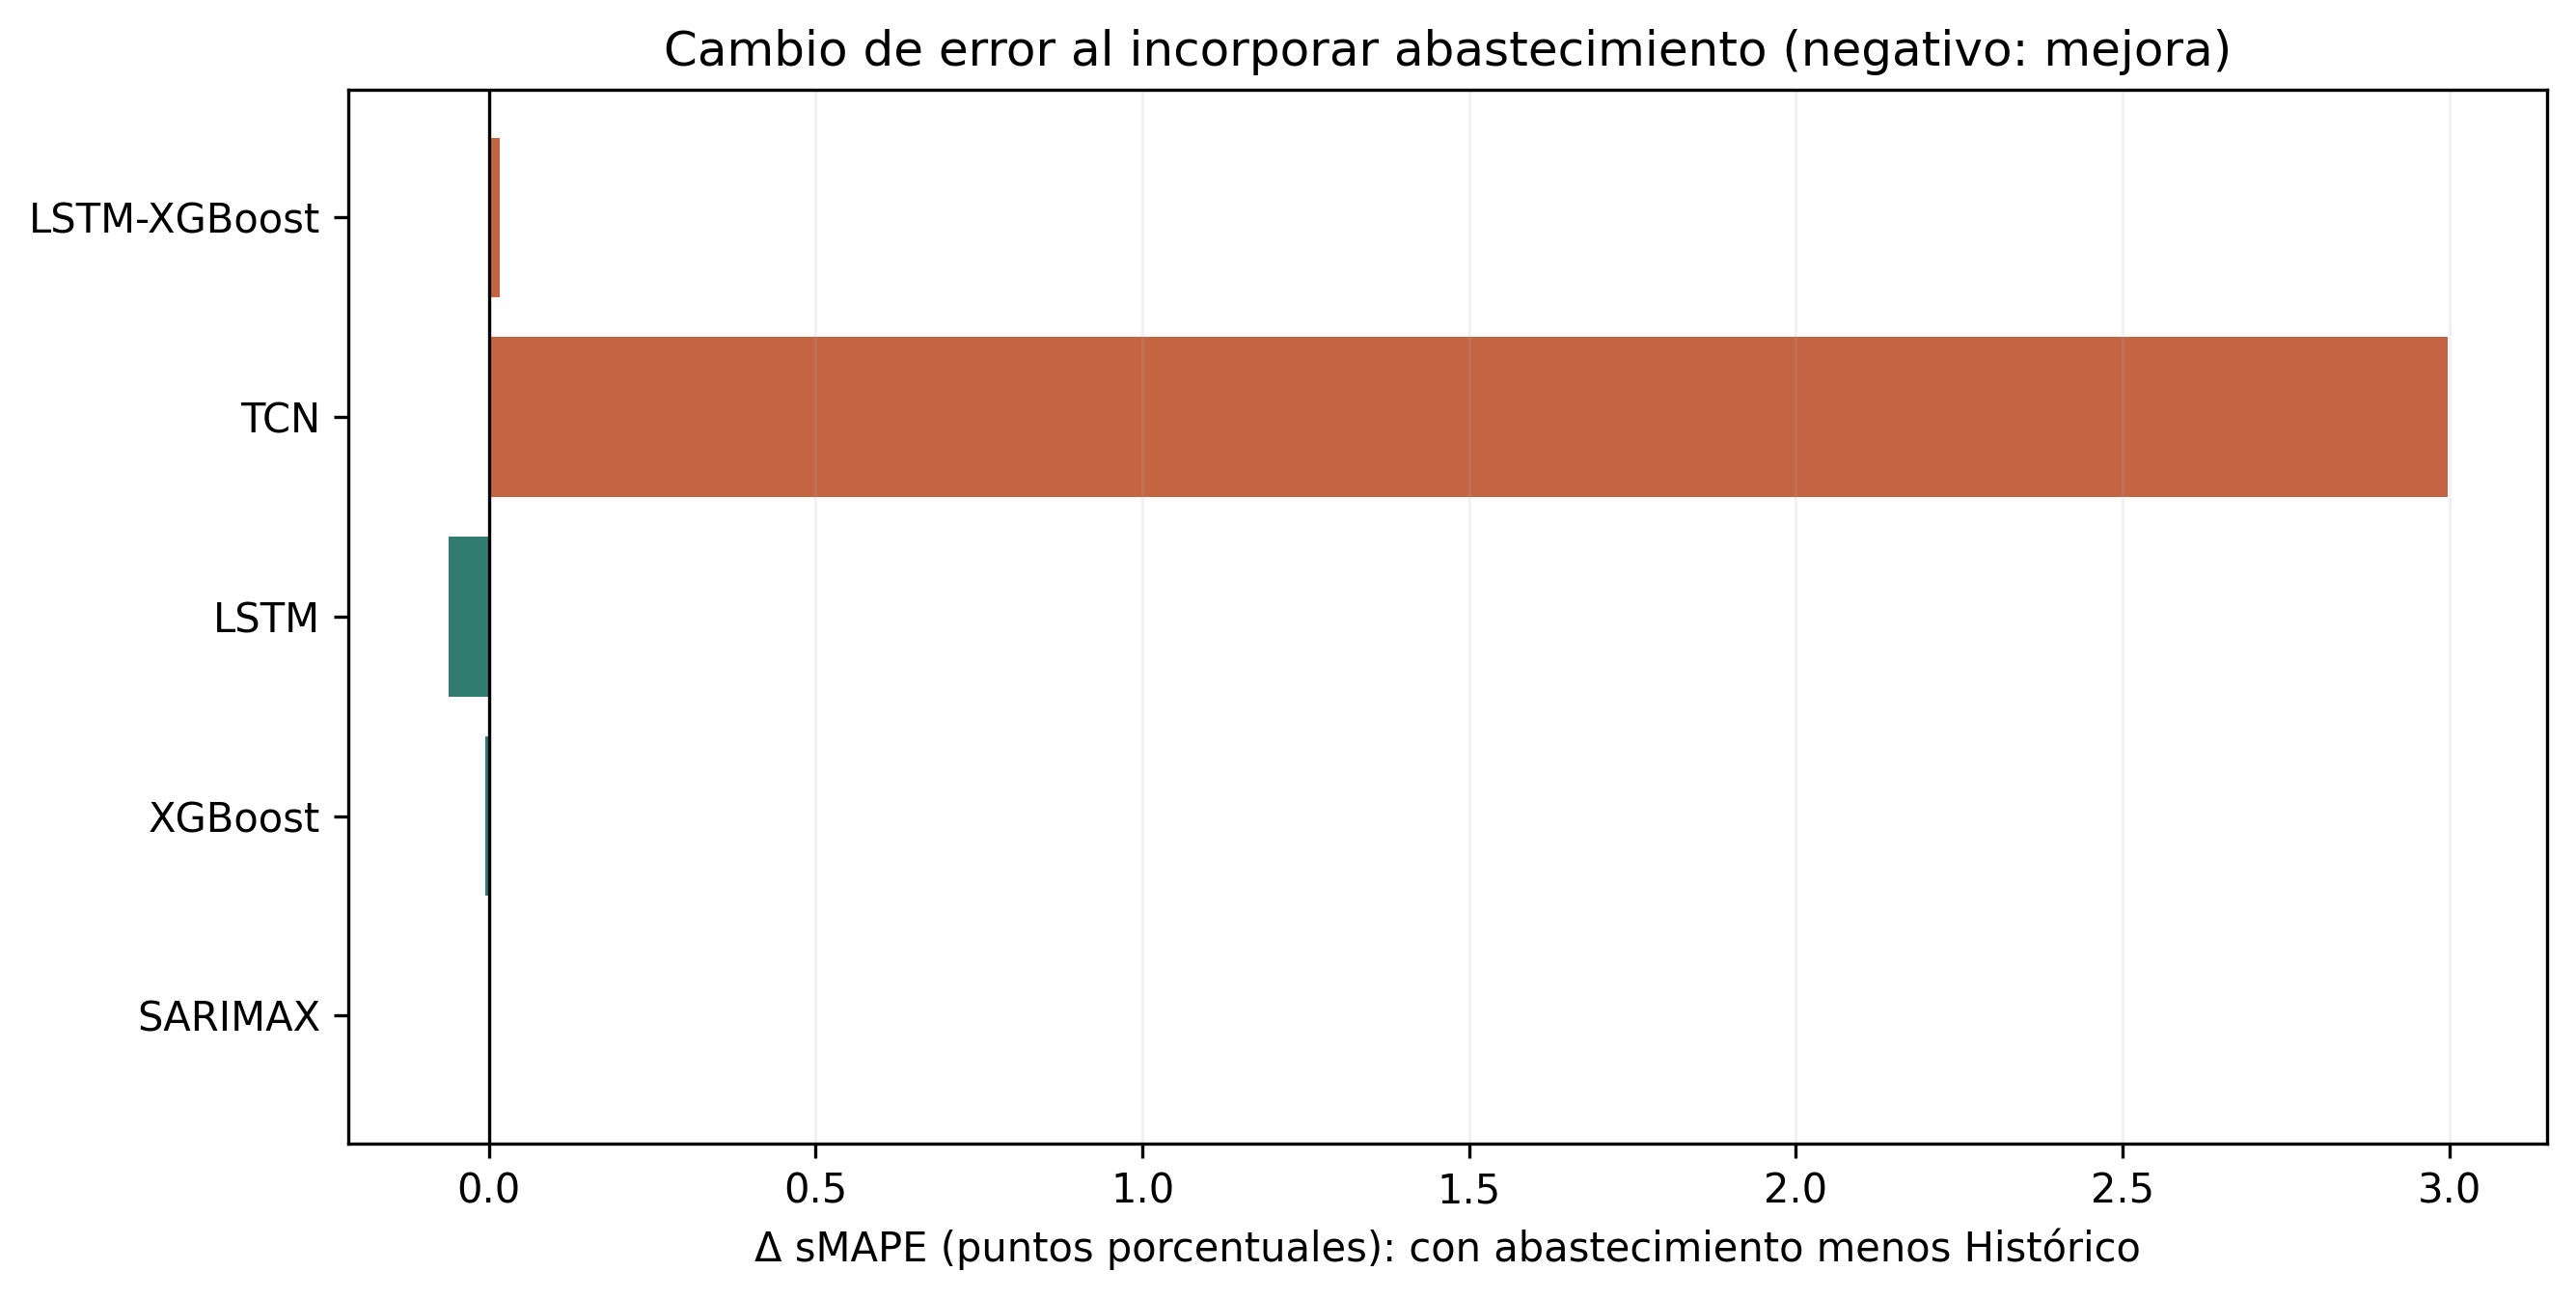 Cambio de error al incorporar abastecimiento (negativo: mejora)
LSTM-XGBoost
TCN
LSTM
XGBoost
SARIMAX
0.0 0.5 1.0 1.5 2.0 2.5 3.0
Δ sMAPE (puntos porcentuales): con abastecimiento menos Histórico